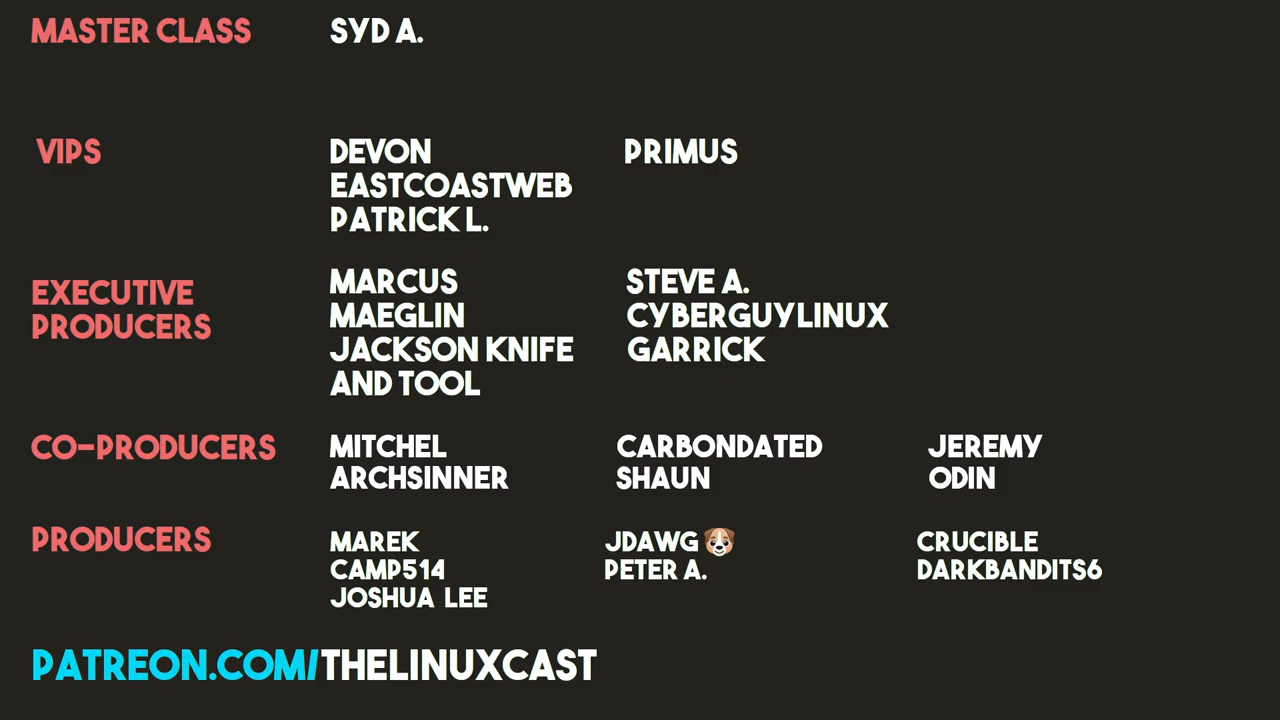 MASTER CLASS
SYD A.
VIPS
DEVON
EASTCOASTWEB
PATRICK L.
PRIMUS
EXECUTIVE
PRODUCERS
MARCUS
MAEGLIN
JACKSON KNIFE
AND TOOL
STEVE A.
CYBERGUYLINUX
GARRICK
CO-PRODUCERS
MITCHEL
ARCHSINNER
CARBONDATED
SHAUN
JEREMY
ODIN
PRODUCERS
MAREK
CAMP514
JOSHUA LEE
JDAWG
PETER A.
CRUCIBLE
DARKBANDITS6
PATREON.COM/THELINUXCAST